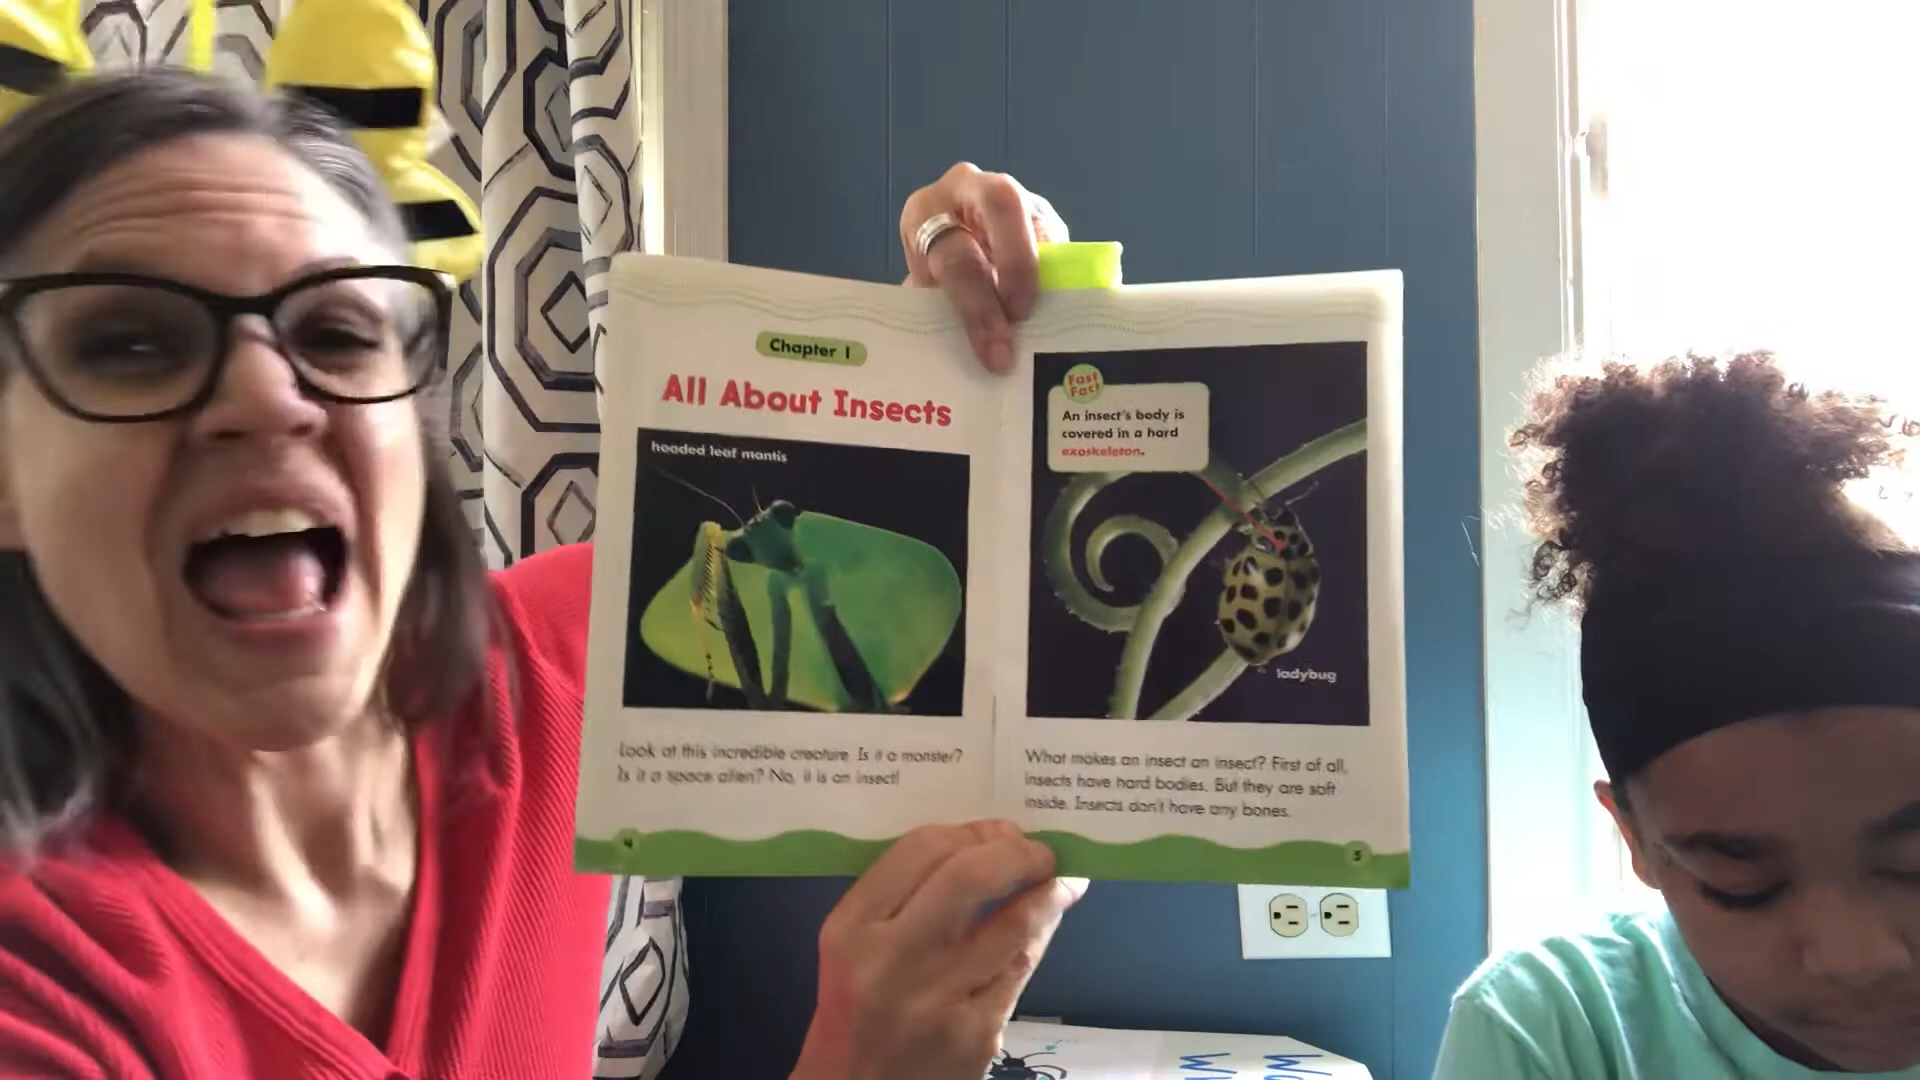 Chapter 1
All About Insects
hooded leaf mantis
Look at this incredible creature. Is it a monster?
Is it a space alien? No, it is an insect!
4
Fast
Fact
An insect's body is
covered in a hard
exoskeleton.
ladybug
What makes an insect an insect? First of all,
insects have hard bodies. But they are soft
inside. Insects don't have any bones.
5